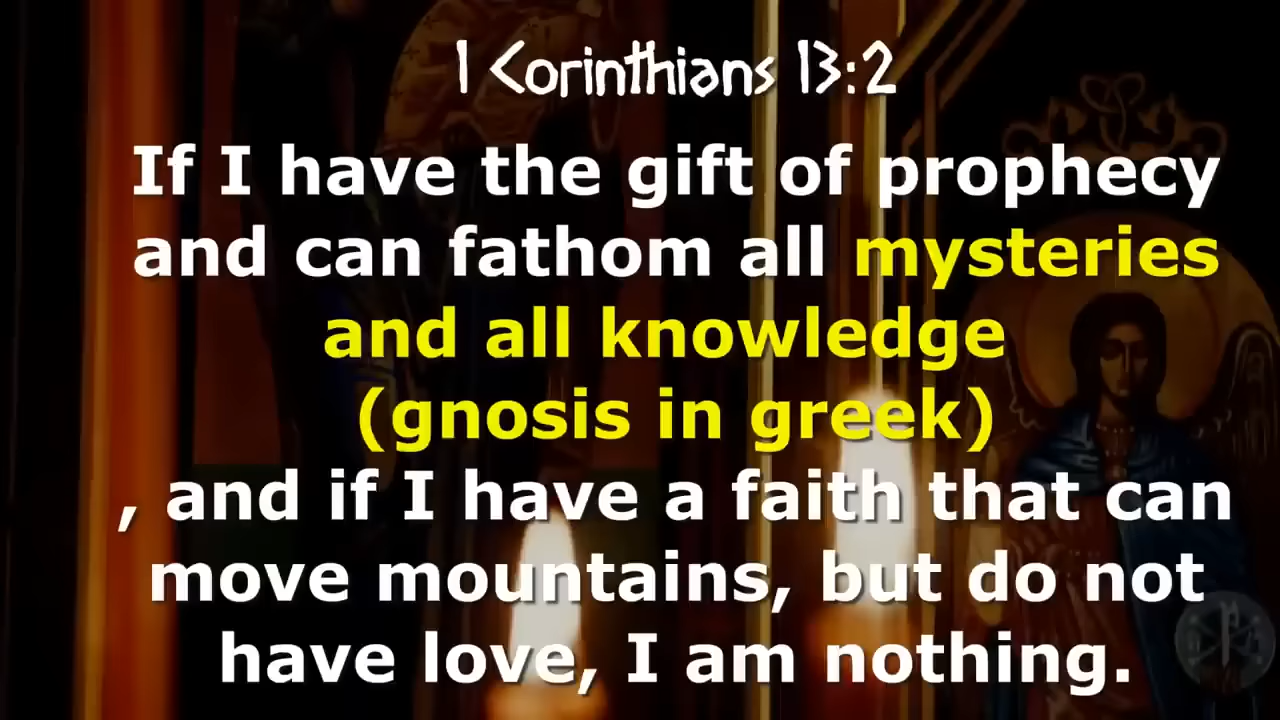 1 Corinthians 13:2
If I have the gift of prophecy
and can fathom all mysteries
and all knowledge
(gnosis in greek)
, and if I have a faith that can
move mountains, but do not
have love, I am nothing.